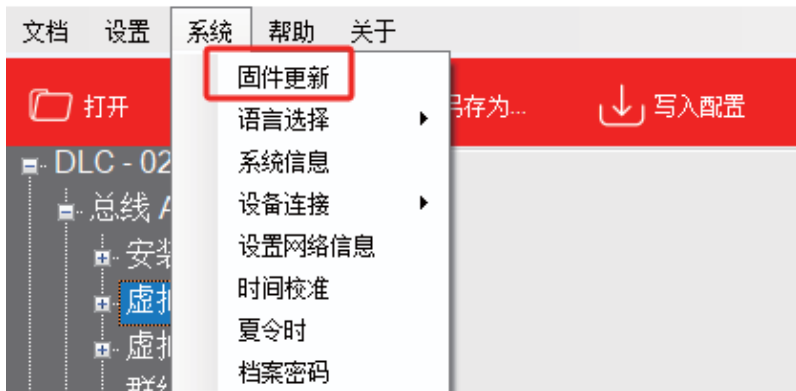 文档 设置 系统 帮助 关于
固件更新
打开 存为... 写入配置
语言选择
DLC - 02
系统信息
总线 A
设备连接
安装
设置网络信息
虚拟
时间校准
虚拟
夏令时
群组
档案密码